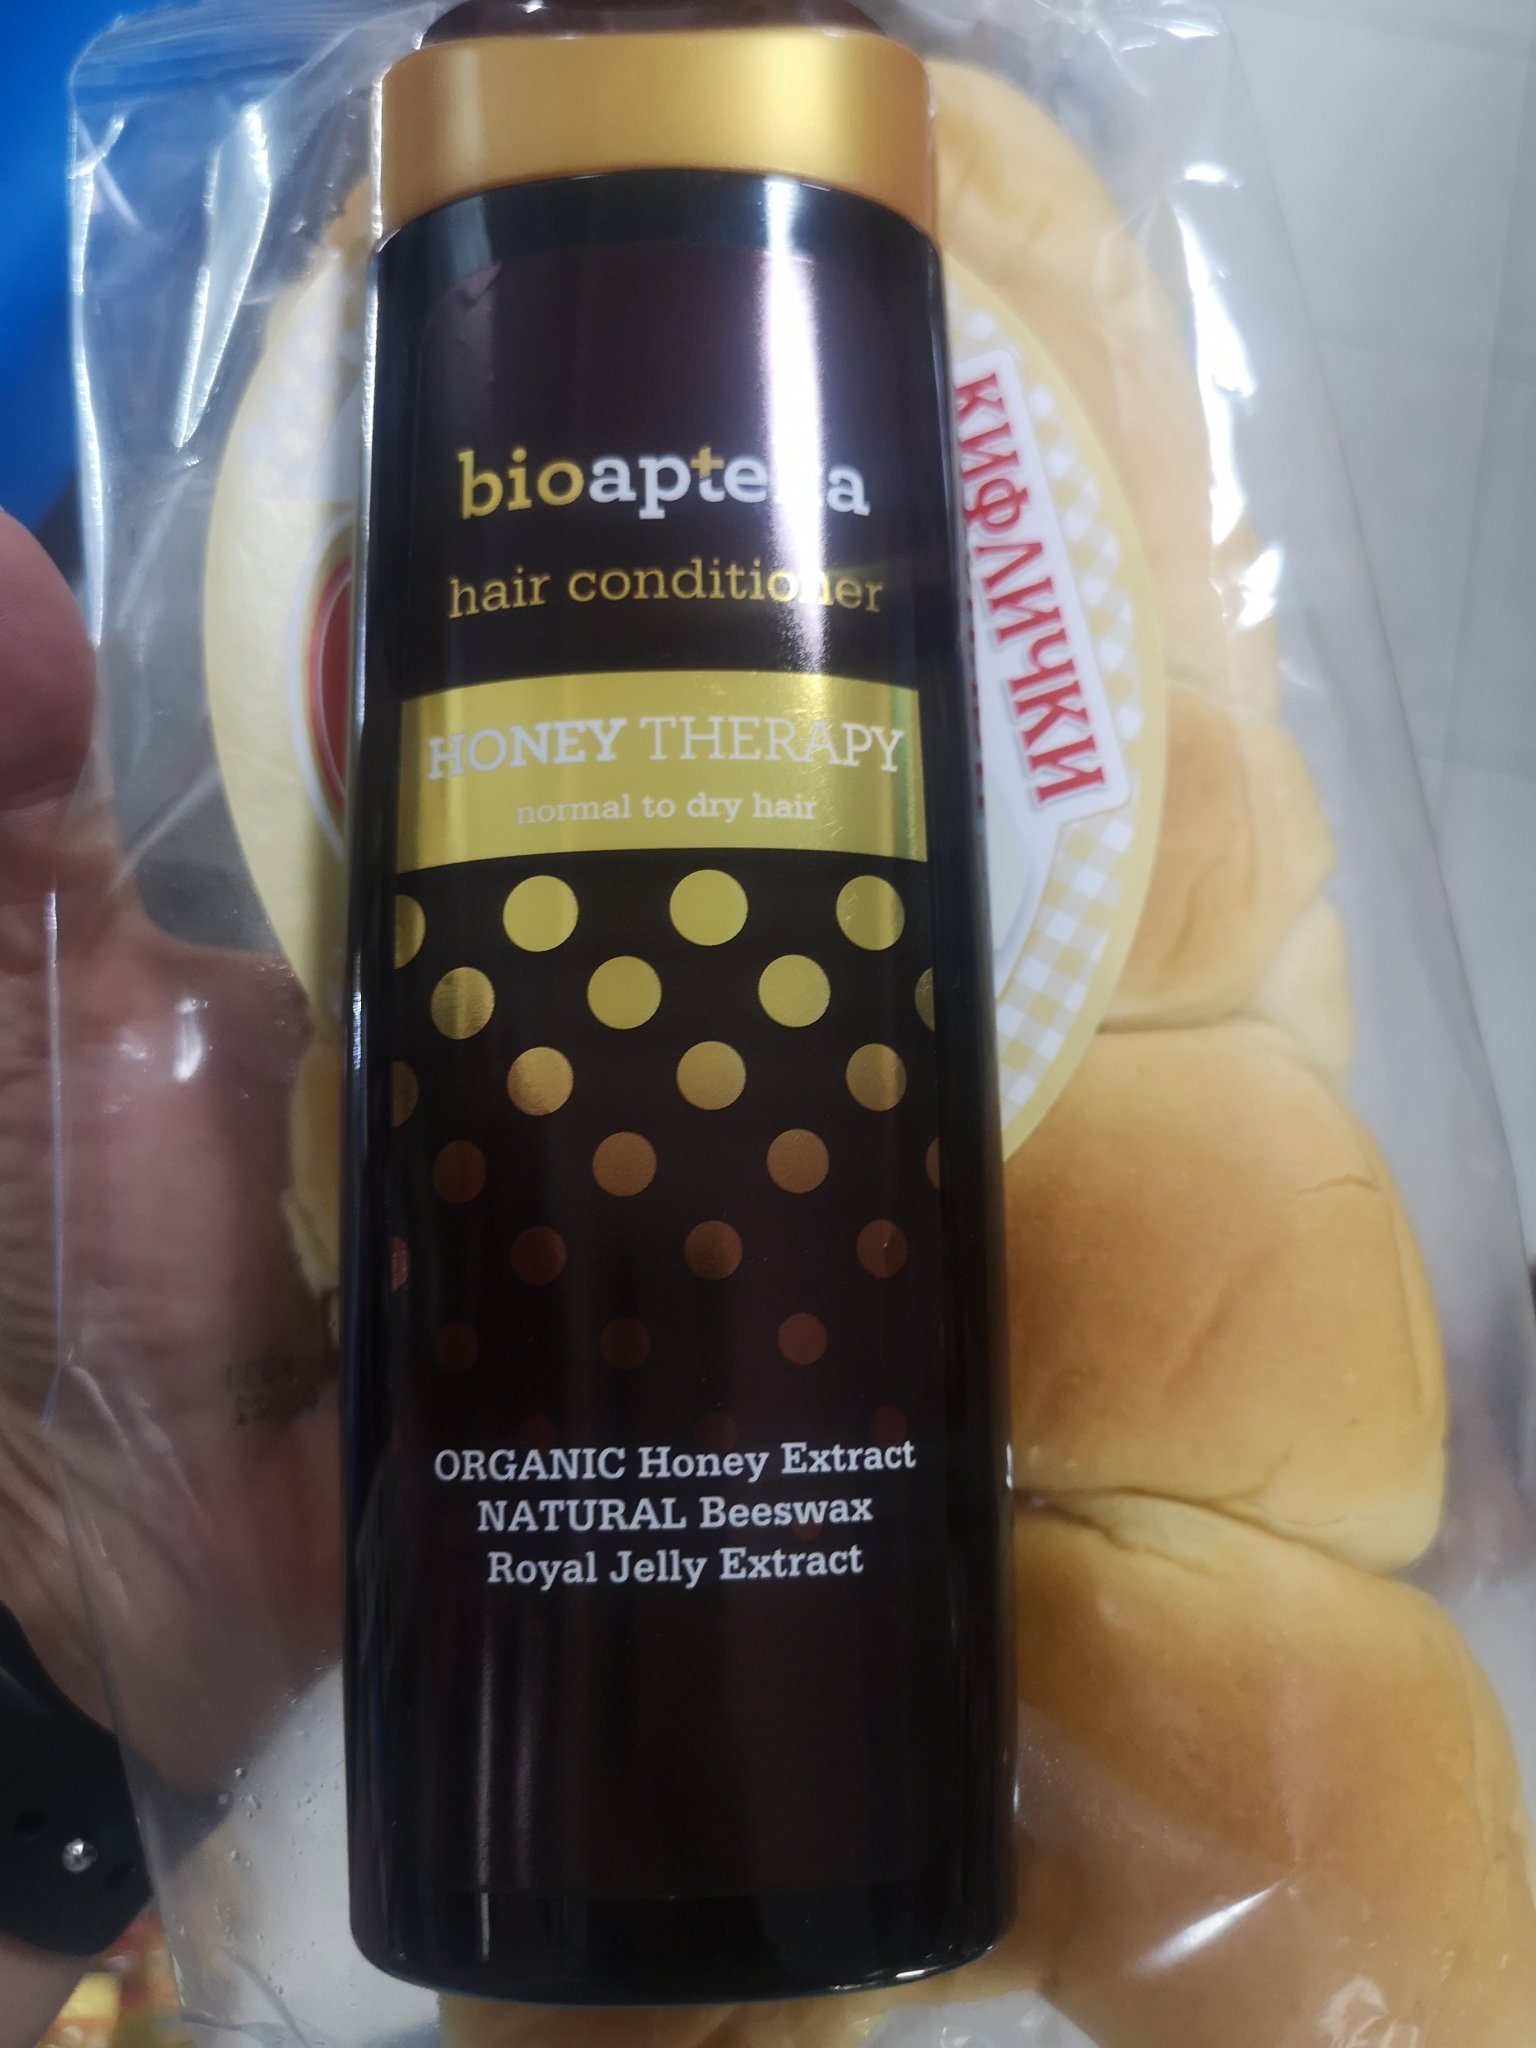 bioapteka
hair conditioner
HONEY THERAPY
normal to dry hair
ORGANIC Honey Extract
NATURAL Beeswax
Royal Jelly Extract
КИФЛИЧКИ